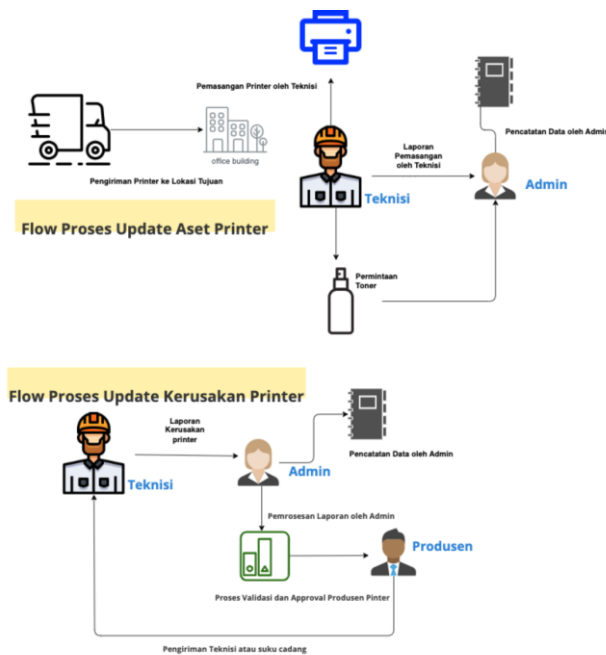 Pemasangan Printer oleh Teknisi
office building
Pengiriman Printer ke Lokasi Tujuan
Laporan
Pemasangan
oleh Teknisi
Pencatatan Data oleh Admin
Teknisi
Admin
Flow Proses Update Aset Printer
Permintaan
Toner
Flow Proses Update Kerusakan Printer
Laporan
Kerusakan
printer
Teknisi
Admin
Pencatatan Data oleh Admin
Pemrosesan Laporan oleh Admin
Produsen
Proses Validasi dan Approval Produsen Pinter
Pengiriman Teknisi atau suku cadang